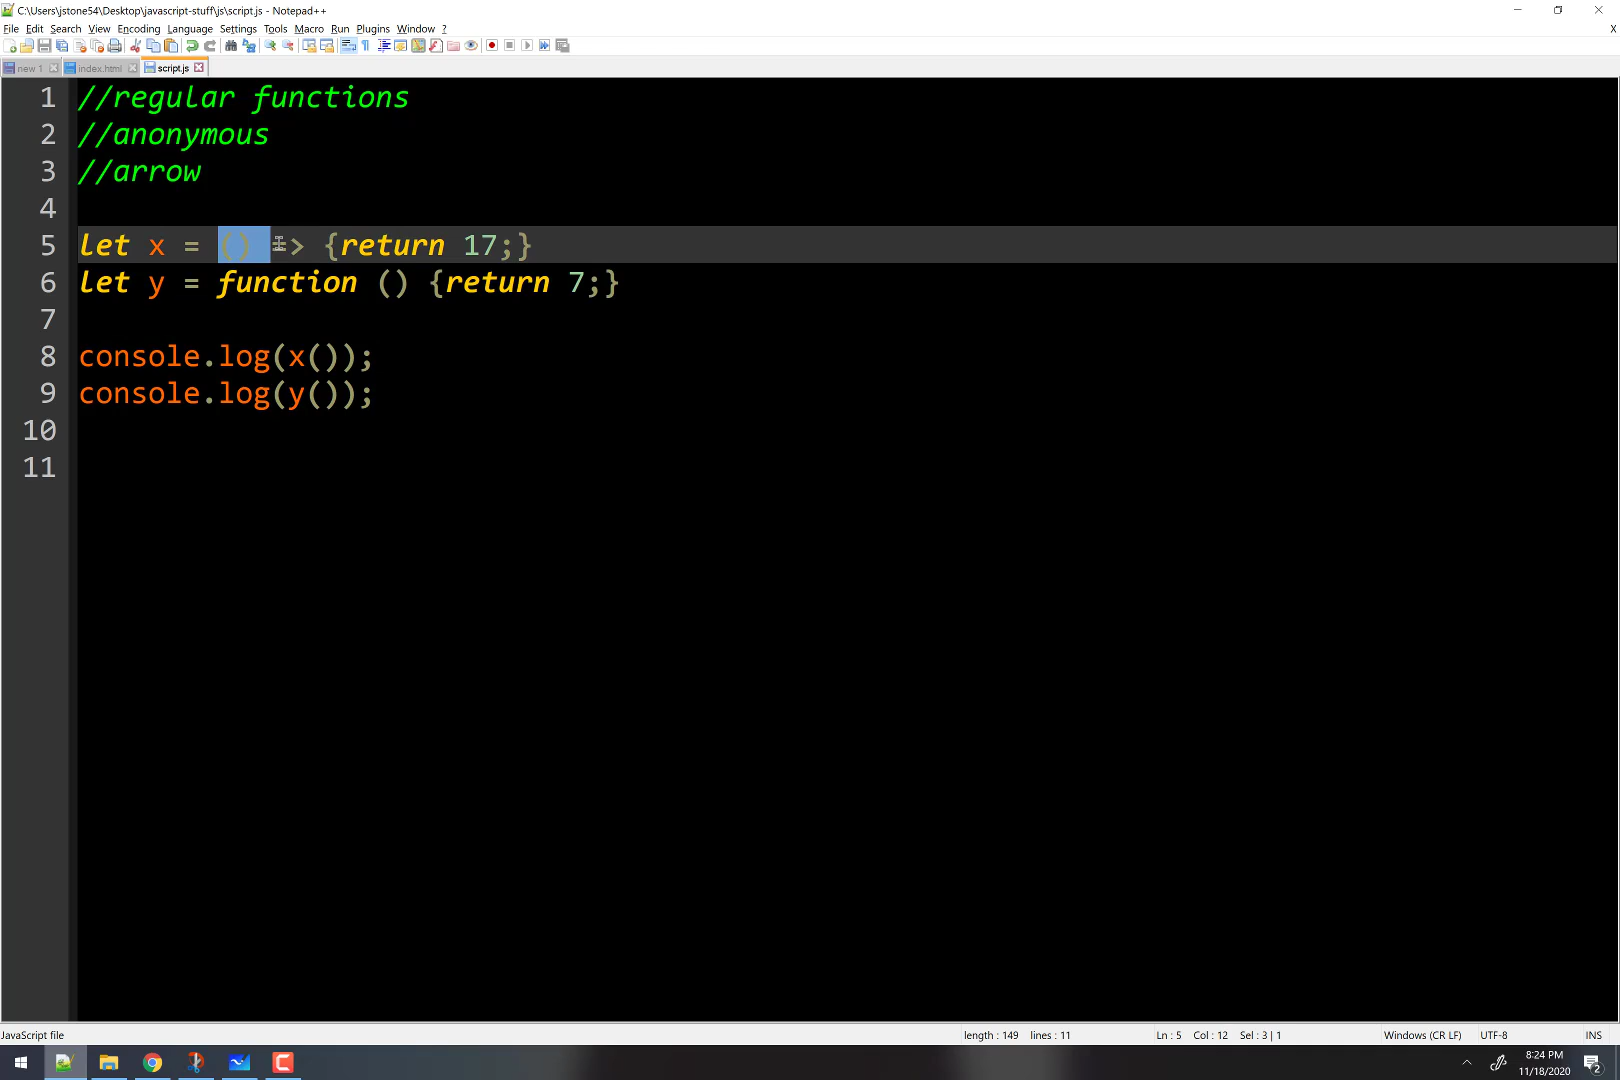 C:\Users\jstone54\Desktop\javascript-stuff\js\script.js - Notepad++
File Edit Search View Encoding Language Settings Tools Macro Run Plugins Window ? X
new 1 index.html script.js
1 //regular functions
2 //anonymous
3 //arrow
4
5 let x = () => {return 17;}
6 let y = function () {return 7;}
7
8 console.log(x());
9 console.log(y());
10
11
JavaScript file length : 149 lines : 11 Ln : 5 Col : 12 Sel : 3 | 1 Windows (CR LF) UTF-8 INS
8:24 PM
11/18/2020
2